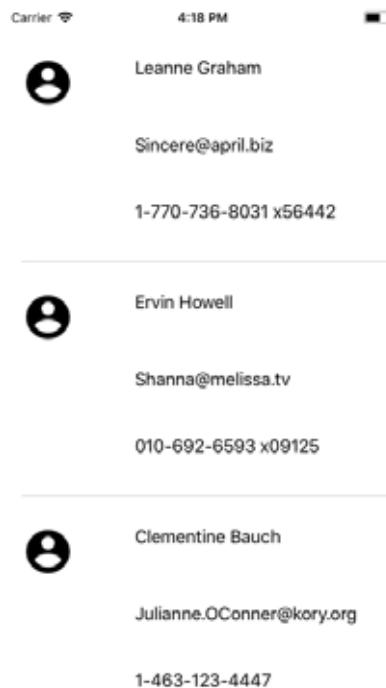 Carrier 4:18 PM
Leanne Graham
Sincere@april.biz
1-770-736-8031 x56442
Ervin Howell
Shanna@melissa.tv
010-692-6593 x09125
Clementine Bauch
Julianne.OConner@kory.org
1-463-123-4447